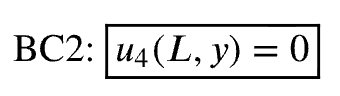 BC2: u₄(L, y) = 0